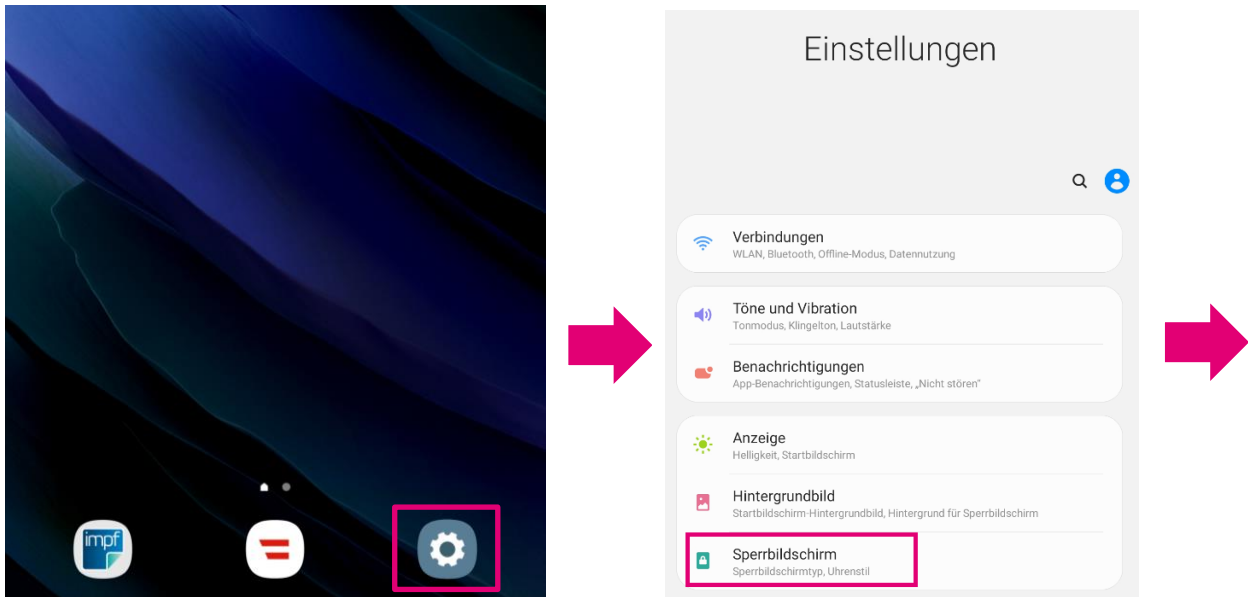 impf
Einstellungen
Verbindungen
WLAN, Bluetooth, Offline-Modus, Datennutzung
Töne und Vibration
Tonmodus, Klingelton, Lautstärke
Benachrichtigungen
App-Benachrichtigungen, Statusleiste, „Nicht stören“
Anzeige
Helligkeit, Startbildschirm
Hintergrundbild
Startbildschirm-Hintergrundbild, Hintergrund für Sperrbildschirm
Sperrbildschirm
Sperrbildschirmtyp, Uhrenstil